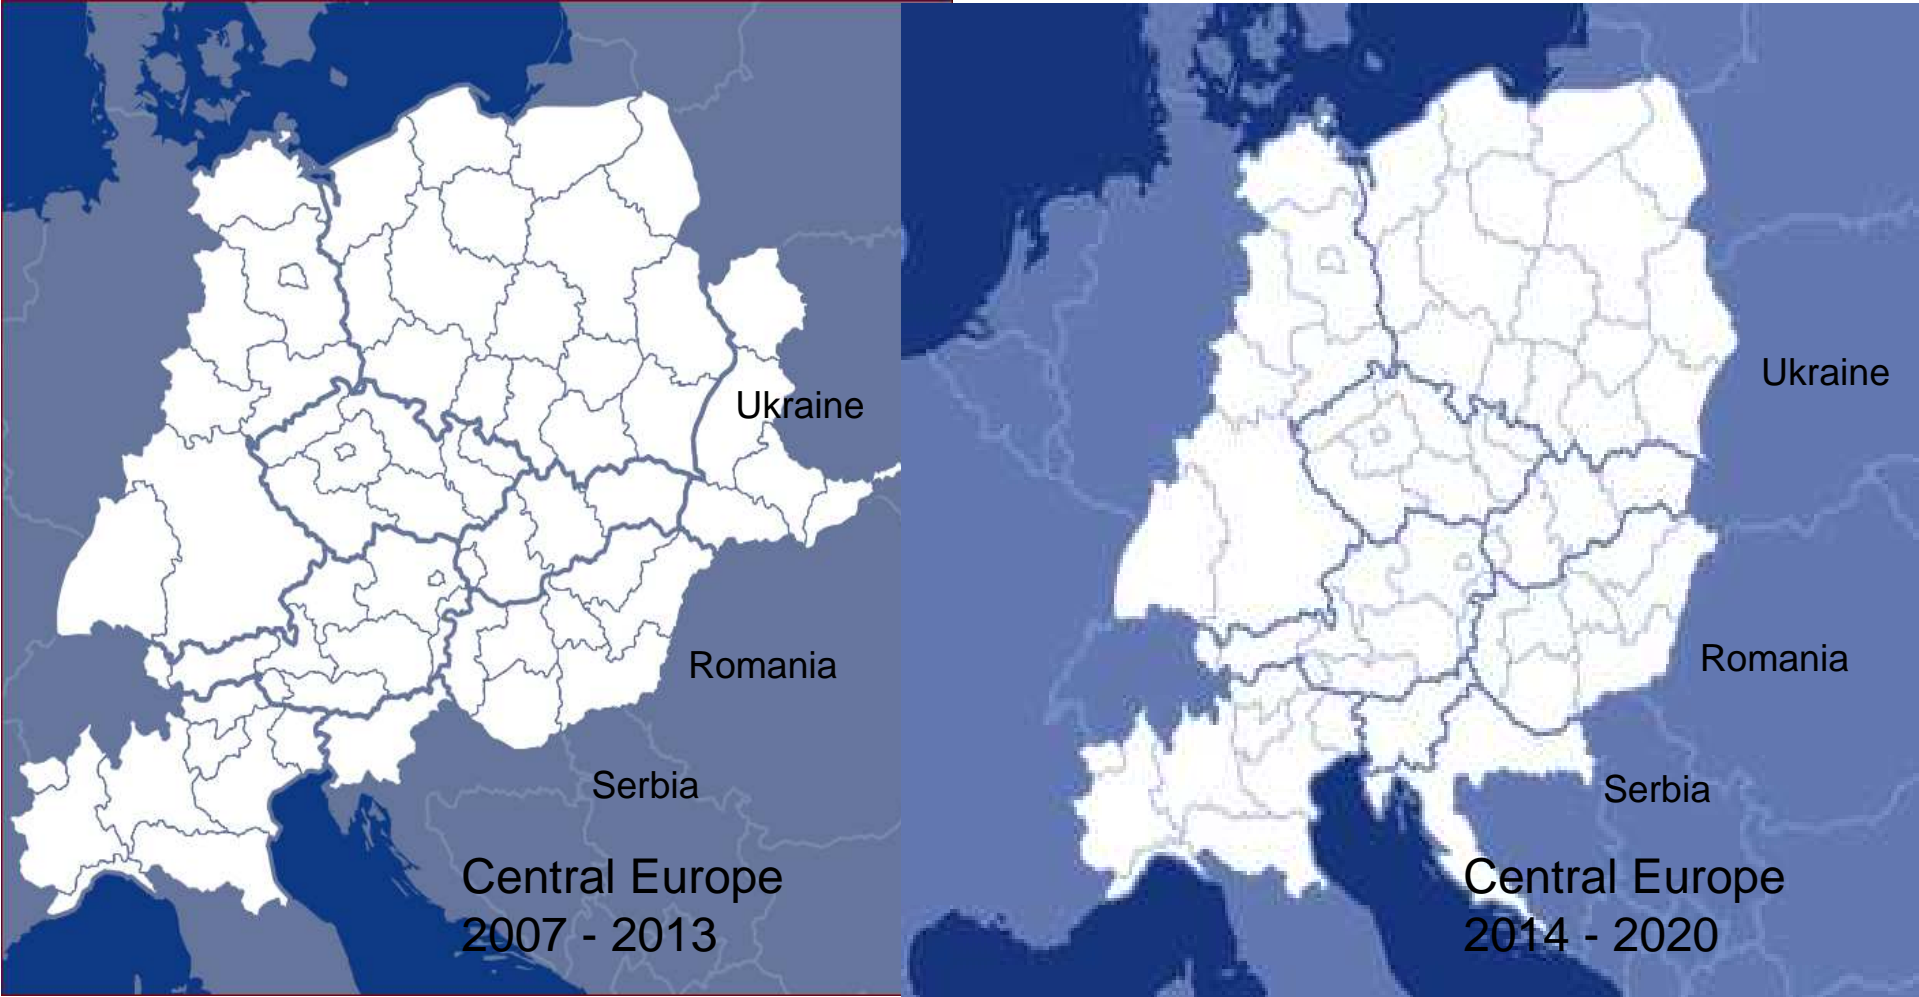 Ukraine
Romania
Serbia
Central Europe
2007 - 2013
Ukraine
Romania
Serbia
Central Europe
2014 - 2020